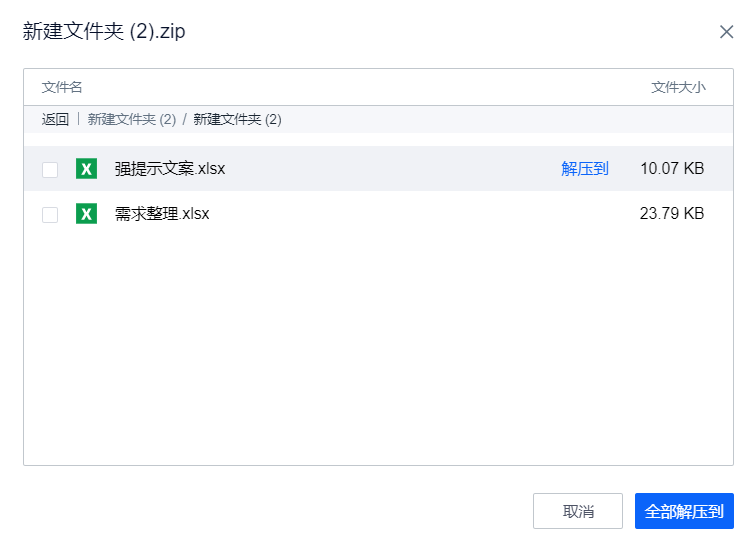 新建文件夹 (2).zip
文件名 文件大小
返回 | 新建文件夹 (2) / 新建文件夹 (2)
X 强提示文案.xlsx 解压到 10.07 KB
X 需求整理.xlsx 23.79 KB
取消 全部解压到